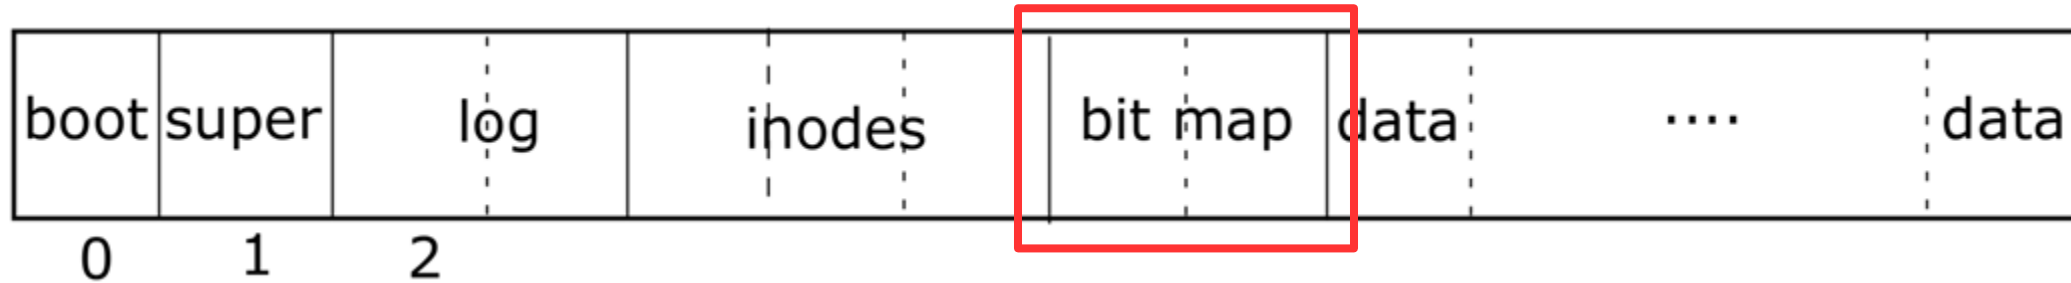 boot super log inodes bit map data .... data
0 1 2